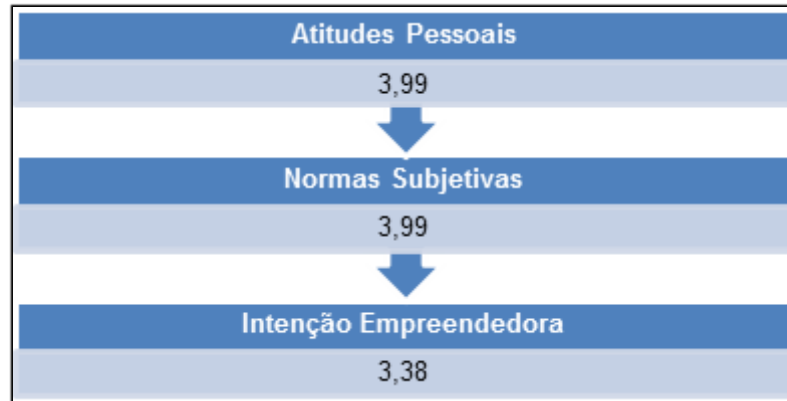 Atitudes Pessoais
3,99
Normas Subjetivas
3,99
Intenção Empreendedora
3,38